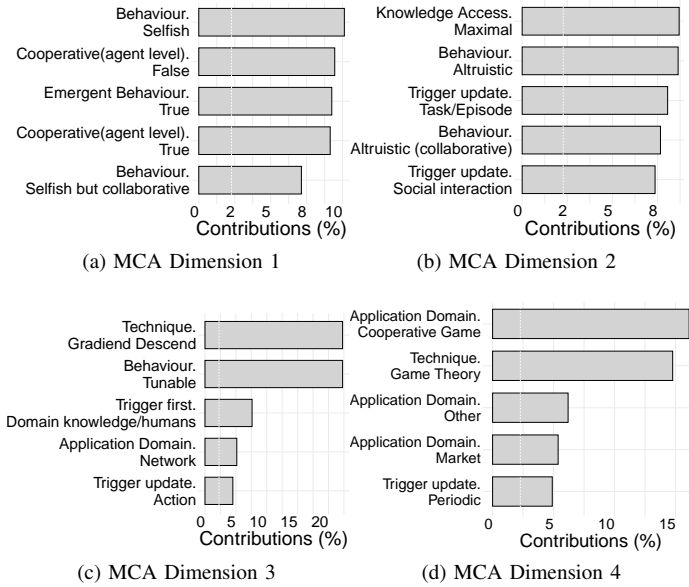 Behaviour.
Selfish
Cooperative(agent level).
False
Emergent Behaviour.
True
Cooperative(agent level).
True
Behaviour.
Selfish but collaborative
0 2 5 8 10
Contributions (%)
(a) MCA Dimension 1
Knowledge Access.
Maximal
Behaviour.
Altruistic
Trigger update.
Task/Episode
Behaviour.
Altruistic (collaborative)
Trigger update.
Social interaction
0 2 5 8
Contributions (%)
(b) MCA Dimension 2
Technique.
Gradiend Descend
Behaviour.
Tunable
Trigger first.
Domain knowledge/humans
Application Domain.
Network
Trigger update.
Action
0 5 10 15 20
Contributions (%)
(c) MCA Dimension 3
Application Domain.
Cooperative Game
Technique.
Game Theory
Application Domain.
Other
Application Domain.
Market
Trigger update.
Periodic
0 5 10 15
Contributions (%)
(d) MCA Dimension 4